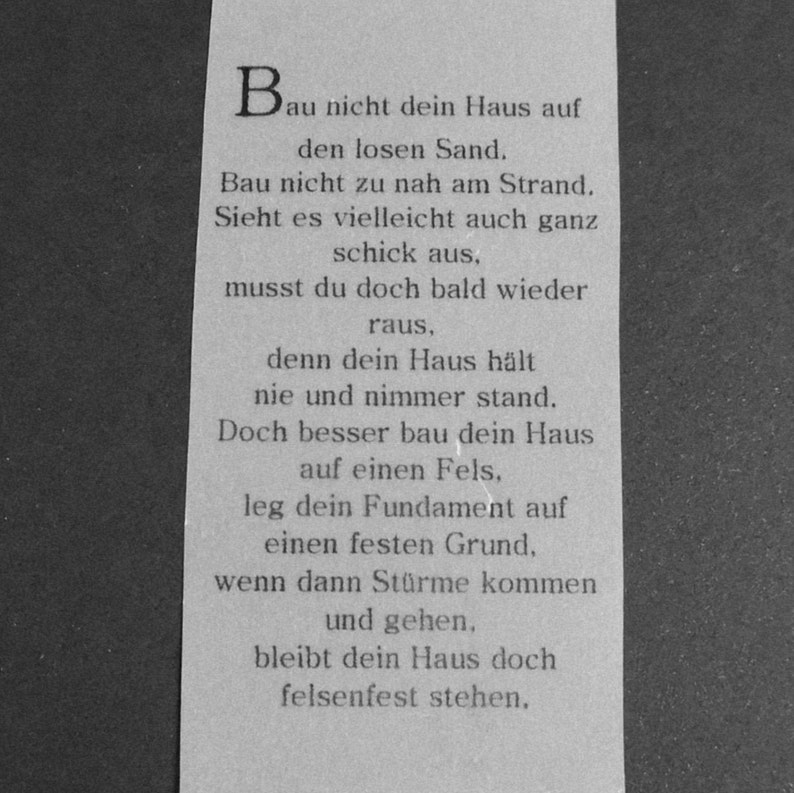 Bau nicht dein Haus auf
den losen Sand.
Bau nicht zu nah am Strand.
Sieht es vielleicht auch ganz
schick aus,
musst du doch bald wieder
raus,
denn dein Haus hält
nie und nimmer stand.
Doch besser bau dein Haus
auf einen Fels,
leg dein Fundament auf
einen festen Grund,
wenn dann Stürme kommen
und gehen,
bleibt dein Haus doch
felsenfest stehen.